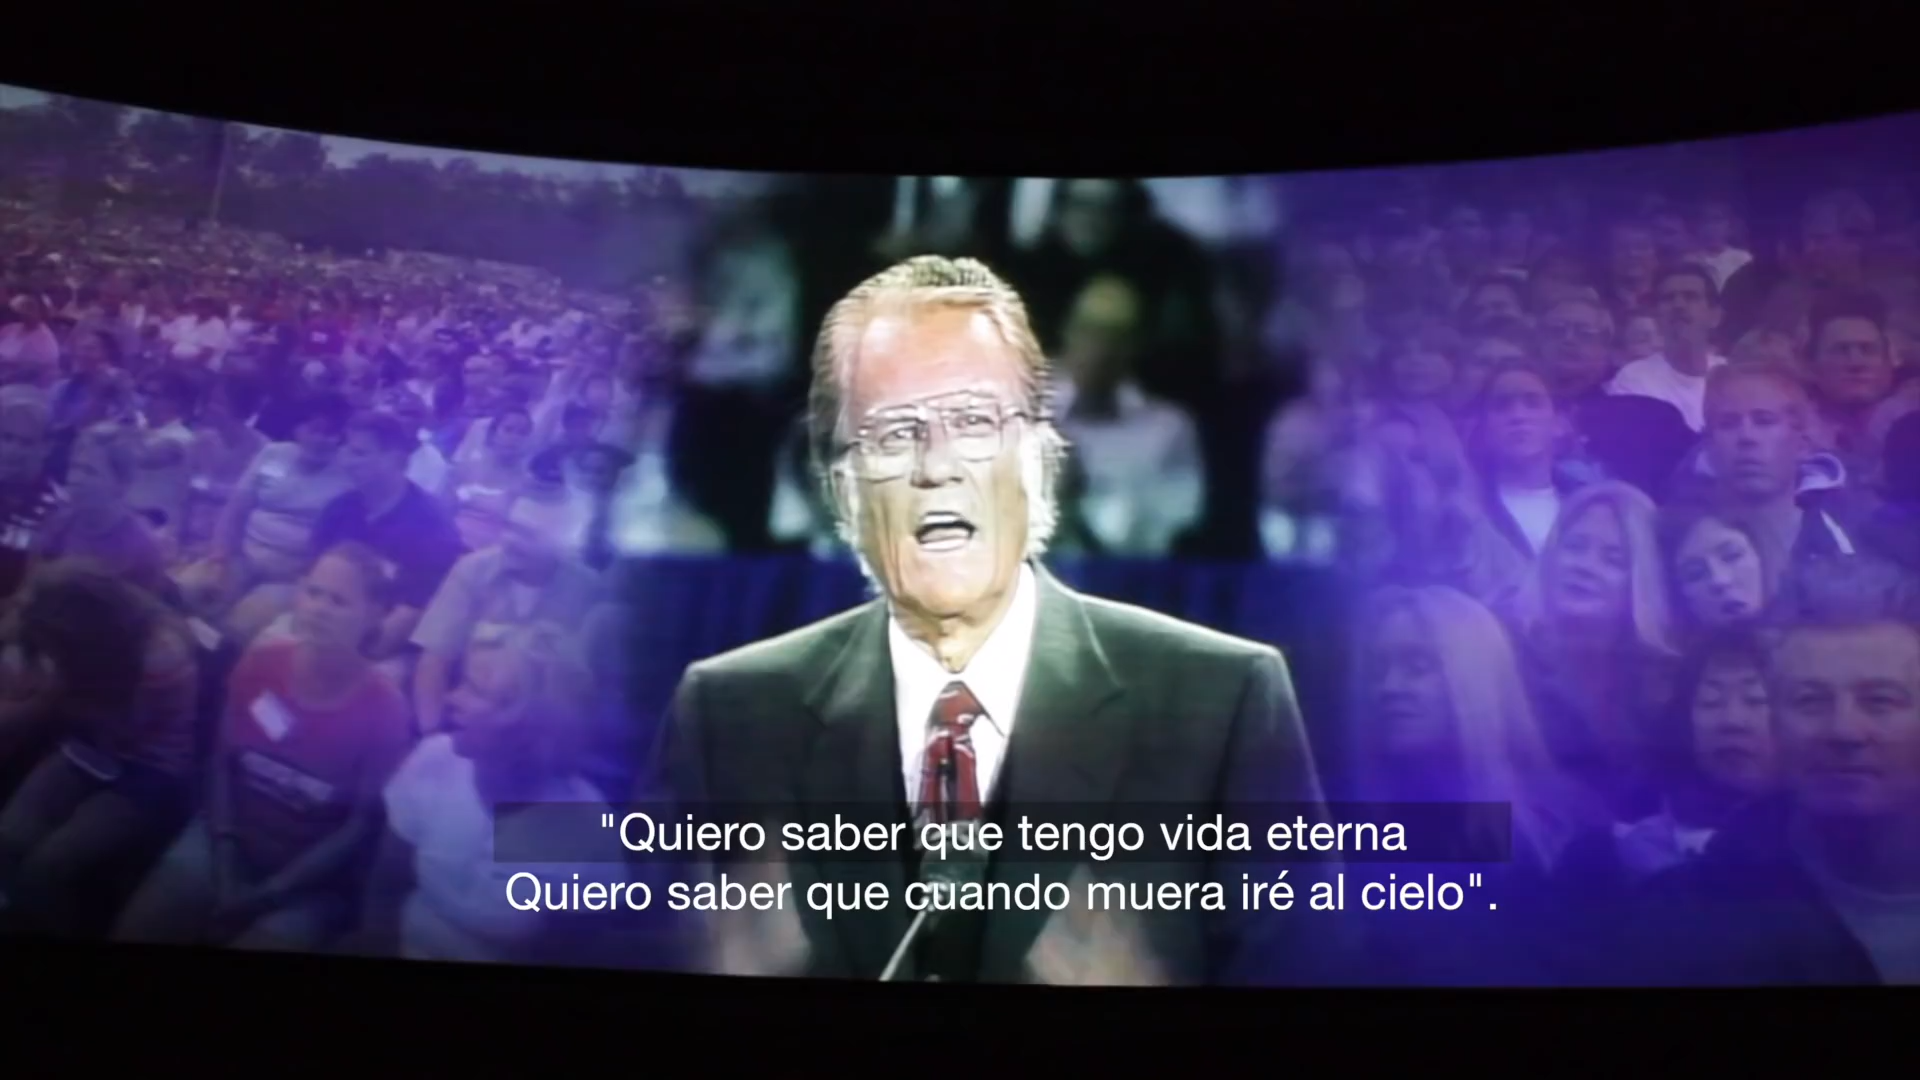 "Quiero saber que tengo vida eterna
Quiero saber que cuando muera iré al cielo".